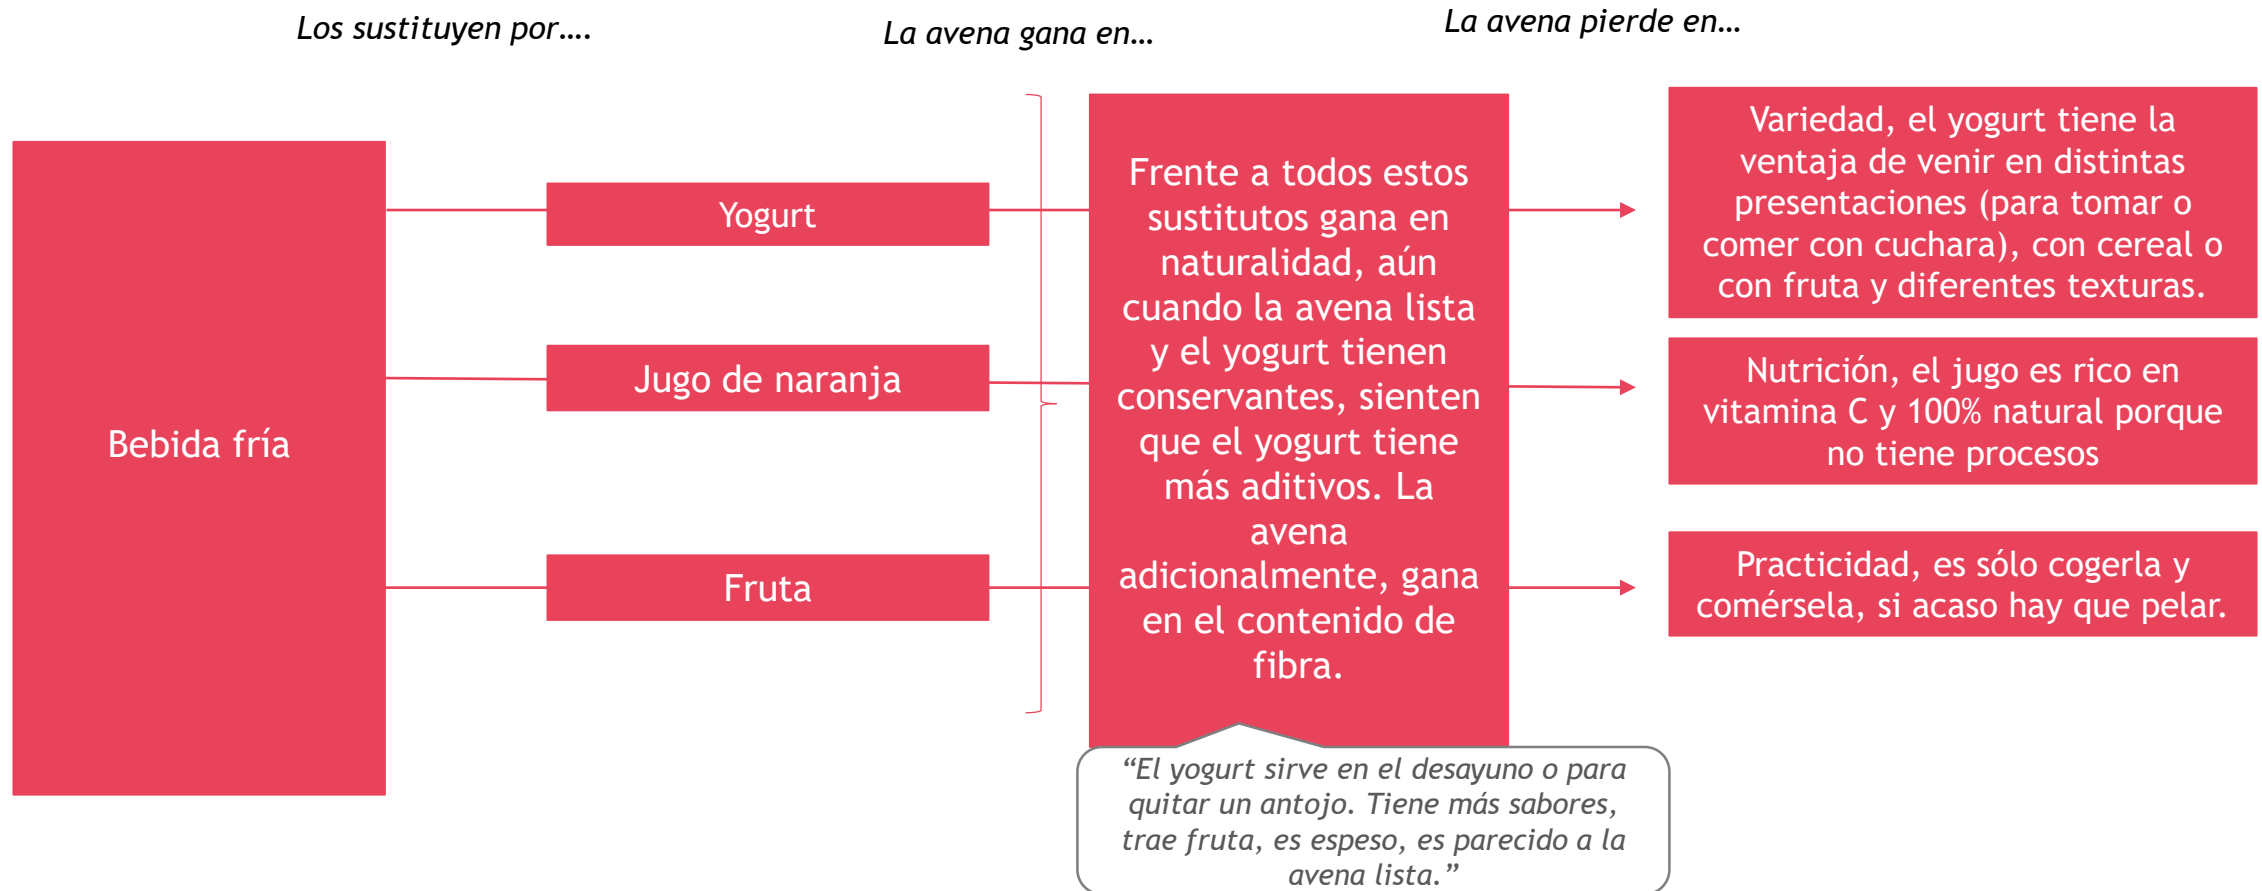 Los sustituyen por….
La avena gana en…
La avena pierde en…
Bebida fría
Yogurt
Jugo de naranja
Fruta
Frente a todos estos
sustitutos gana en
naturalidad, aún
cuando la avena lista
y el yogurt tienen
conservantes, sienten
que el yogurt tiene
más aditivos. La
avena
adicionalmente, gana
en el contenido de
fibra.
“El yogurt sirve en el desayuno o para
quitar un antojo. Tiene más sabores,
trae fruta, es espeso, es parecido a la
avena lista.”
Variedad, el yogurt tiene la
ventaja de venir en distintas
presentaciones (para tomar o
comer con cuchara), con cereal o
con fruta y diferentes texturas.
Nutrición, el jugo es rico en
vitamina C y 100% natural porque
no tiene procesos
Practicidad, es sólo cogerla y
comérsela, si acaso hay que pelar.